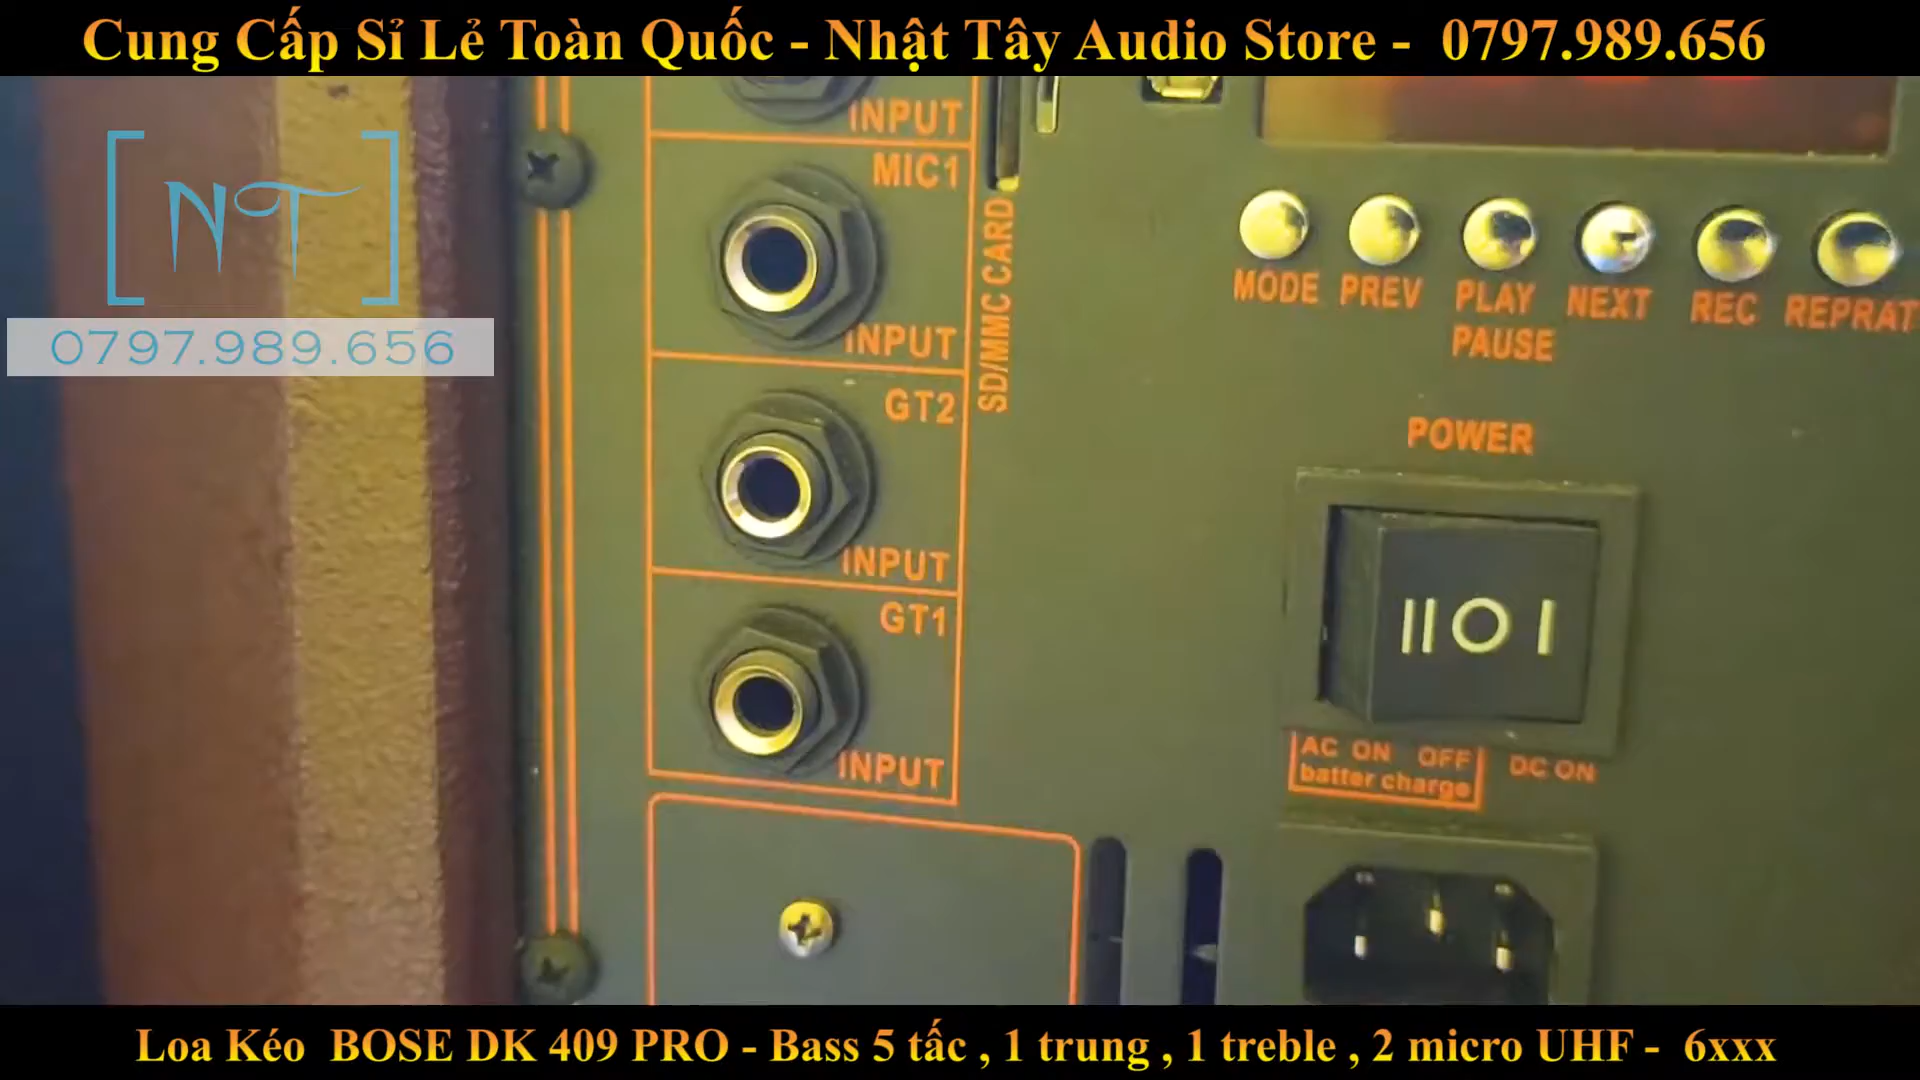 Cung Cấp Sỉ Lẻ Toàn Quốc - Nhật Tây Audio Store - 0797.989.656
NT
0797.989.656
INPUT
MIC1
INPUT
GT2
INPUT
GT1
INPUT
SD/MMC CARD
MODE PREV PLAY PAUSE NEXT REC REPRAT
POWER
II O I
AC ON OFF DC ON
batter charge
Loa Kéo BOSE DK 409 PRO - Bass 5 tấc , 1 trung , 1 treble , 2 micro UHF - 6xxx